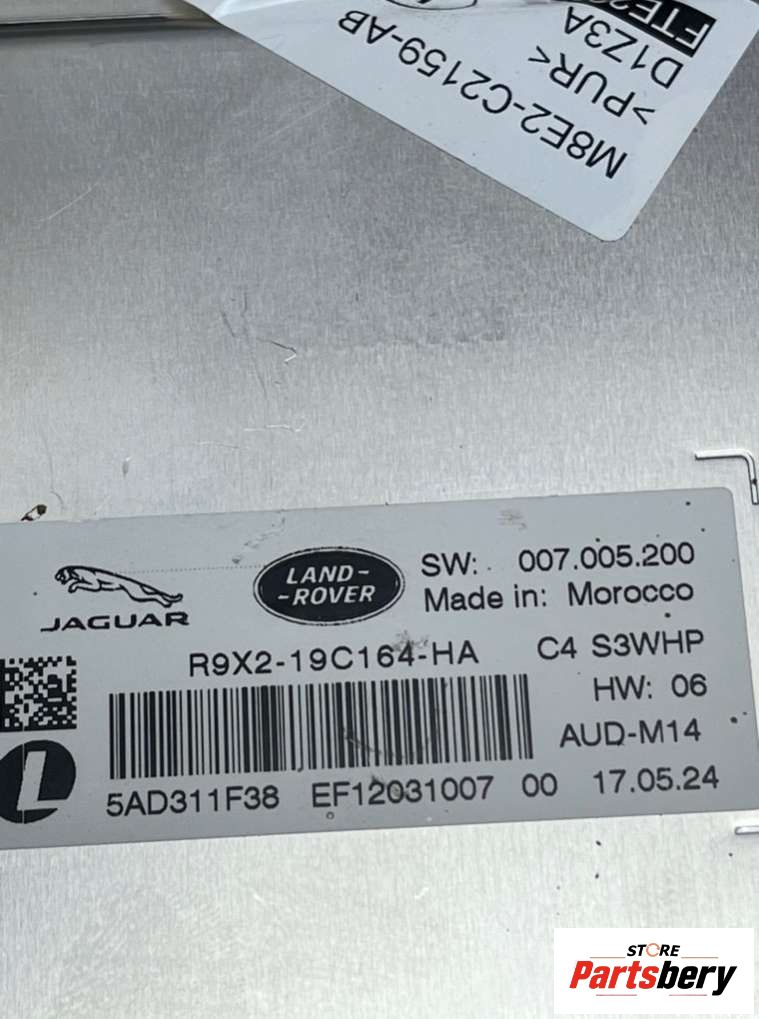 M8E2-C2159-AB
>PUR<
D1Z3A
JAGUAR
LAND-
-ROVER
SW: 007.005.200
Made in: Morocco
R9X2-19C164-HA
C4 S3WHP
HW: 06
AUD-M14
L
5AD311F38 EF12031007 00 17.05.24
STORE
Partsbery